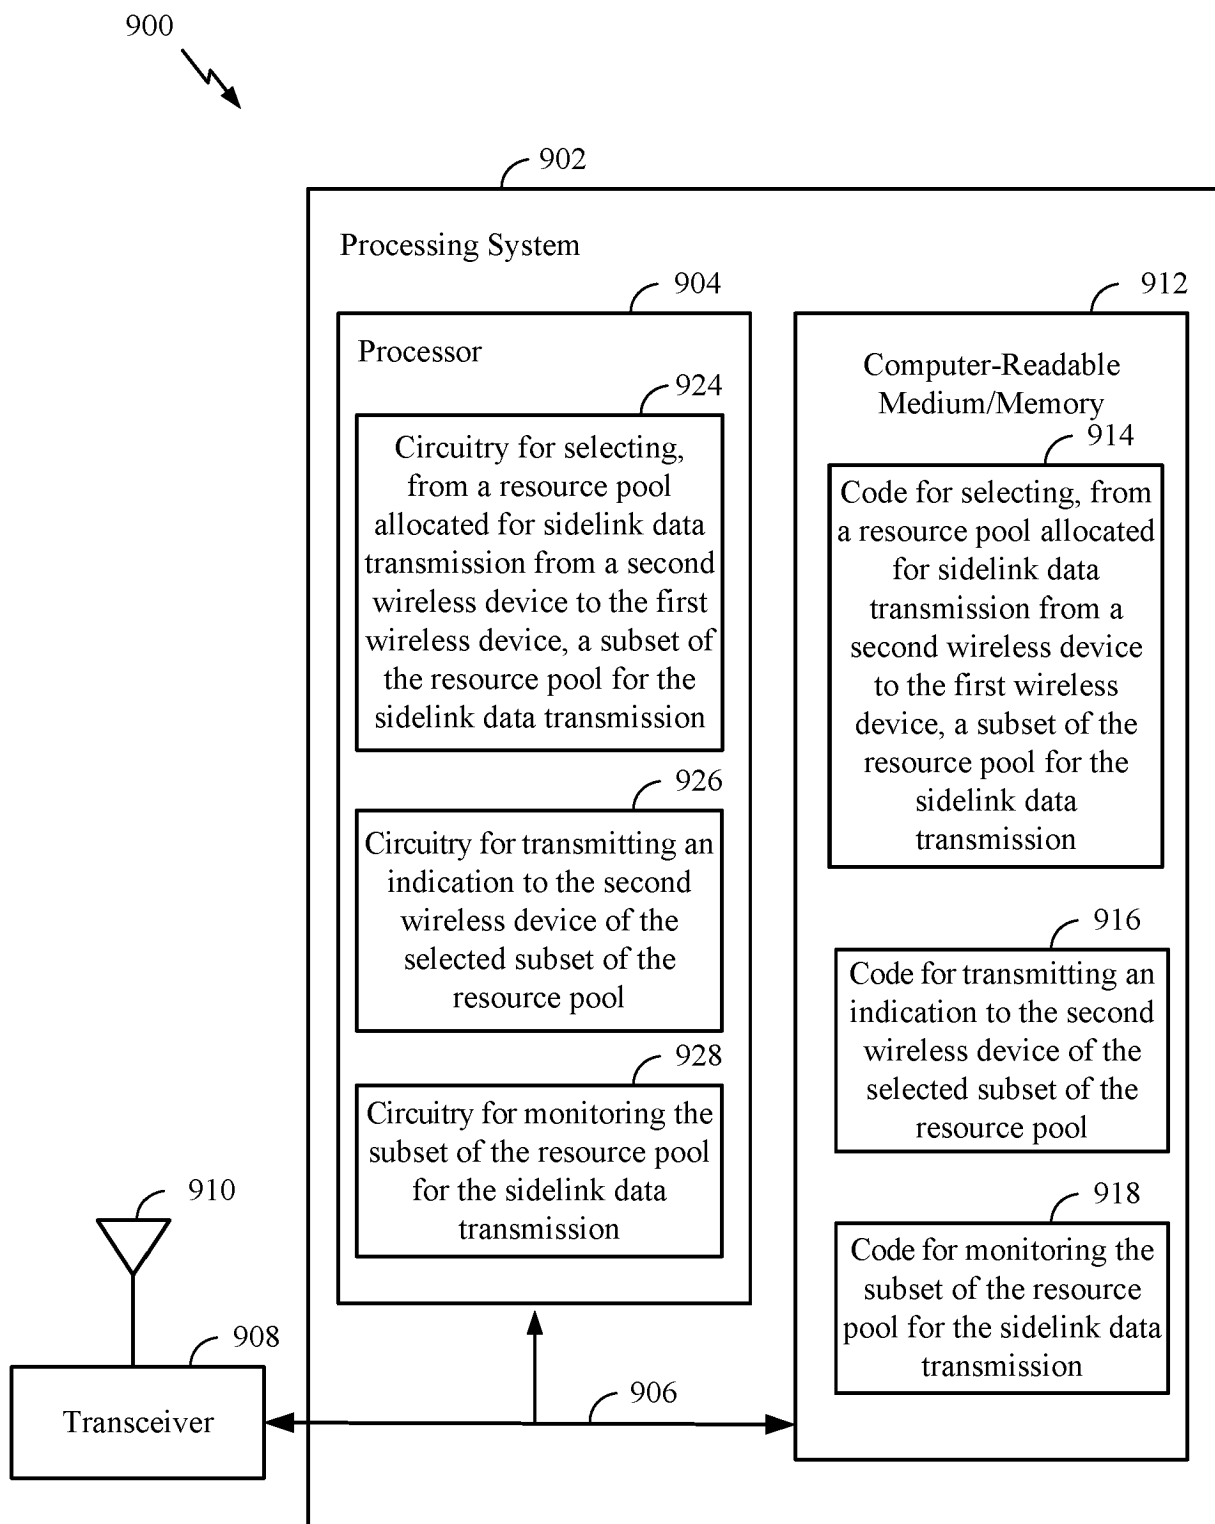 900
902
Processing System
904
Processor
924
Circuitry for selecting,
from a resource pool
allocated for sidelink data
transmission from a second
wireless device to the first
wireless device, a subset of
the resource pool for the
sidelink data transmission
926
Circuitry for transmitting an
indication to the second
wireless device of the
selected subset of the
resource pool
928
Circuitry for monitoring the
subset of the resource pool
for the sidelink data
transmission
912
Computer-Readable
Medium/Memory
914
Code for selecting, from
a resource pool allocated
for sidelink data
transmission from a
second wireless device
to the first wireless
device, a subset of the
resource pool for the
sidelink data
transmission
916
Code for transmitting an
indication to the second
wireless device of the
selected subset of the
resource pool
918
Code for monitoring the
subset of the resource
pool for the sidelink data
transmission
910
908
Transceiver
906